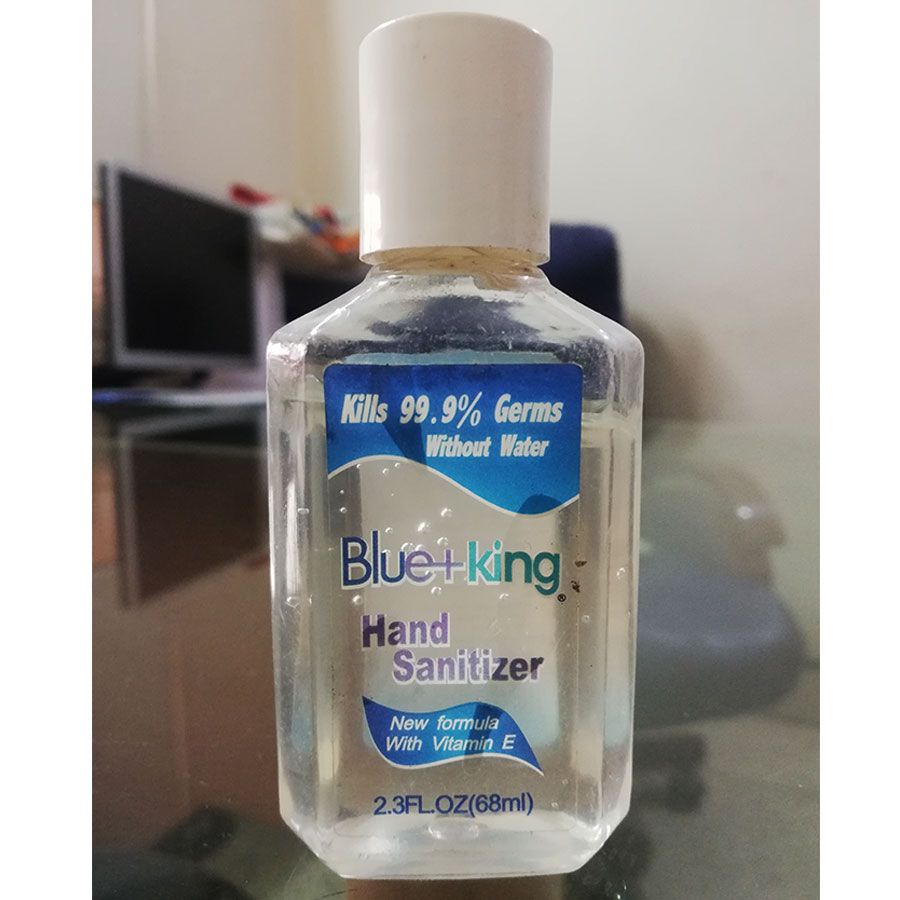 Kills 99.9% Germs
Without Water
Blue+king®
Hand
Sanitizer
New formula
With Vitamin E
2.3FL.OZ(68ml)